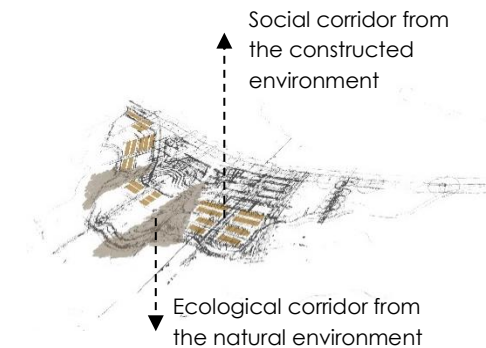 Social corridor from
the constructed
environment
Ecological corridor from
the natural environment